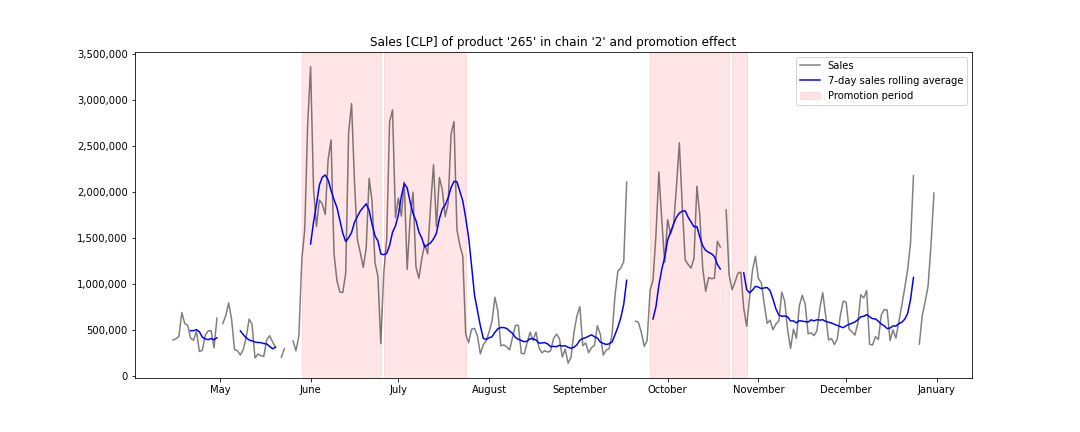 Sales [CLP] of product '265' in chain '2' and promotion effect
3,500,000
3,000,000
2,500,000
2,000,000
1,500,000
1,000,000
500,000
0
Sales
7-day sales rolling average
Promotion period
May
June
July
August
September
October
November
December
January